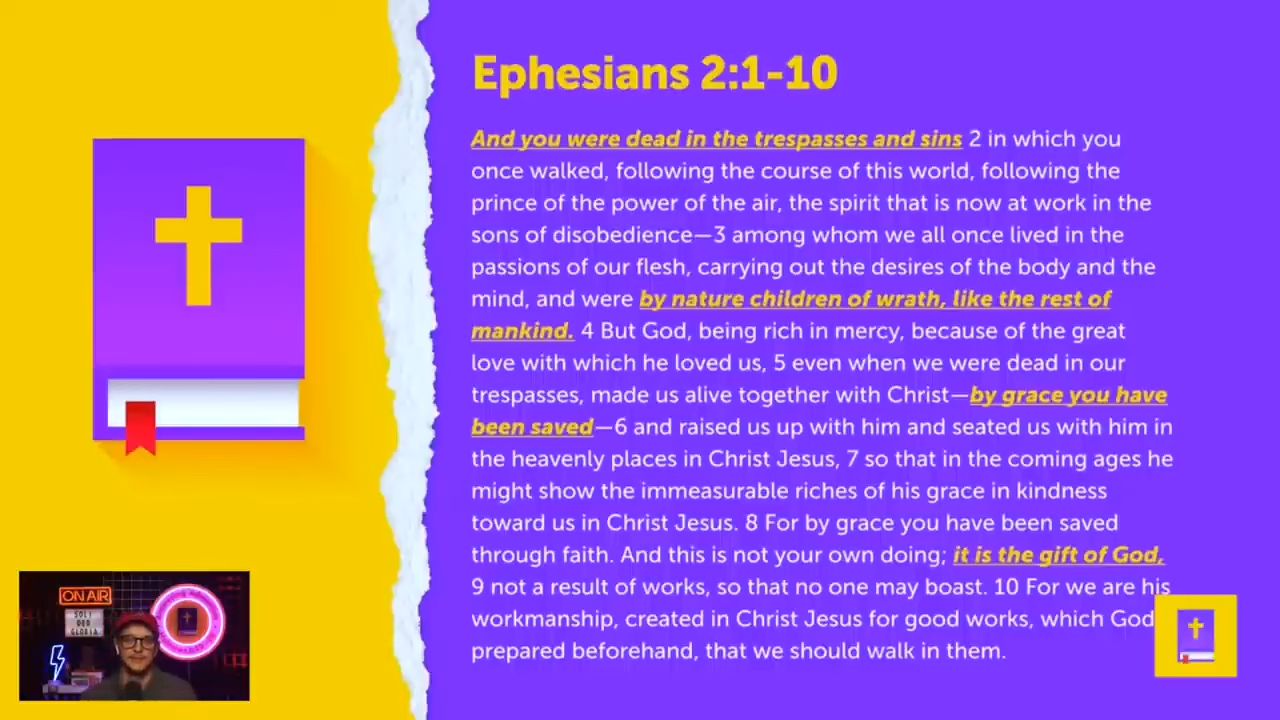 Ephesians 2:1-10
And you were dead in the trespasses and sins 2 in which you
once walked, following the course of this world, following the
prince of the power of the air, the spirit that is now at work in the
sons of disobedience—3 among whom we all once lived in the
passions of our flesh, carrying out the desires of the body and the
mind, and were by nature children of wrath, like the rest of
mankind. 4 But God, being rich in mercy, because of the great
love with which he loved us, 5 even when we were dead in our
trespasses, made us alive together with Christ—by grace you have
been saved—6 and raised us up with him and seated us with him in
the heavenly places in Christ Jesus, 7 so that in the coming ages he
might show the immeasurable riches of his grace in kindness
toward us in Christ Jesus. 8 For by grace you have been saved
through faith. And this is not your own doing; it is the gift of God,
9 not a result of works, so that no one may boast. 10 For we are his
workmanship, created in Christ Jesus for good works, which God
prepared beforehand, that we should walk in them.
ON AIR
SOLI
DEO
GLORIA